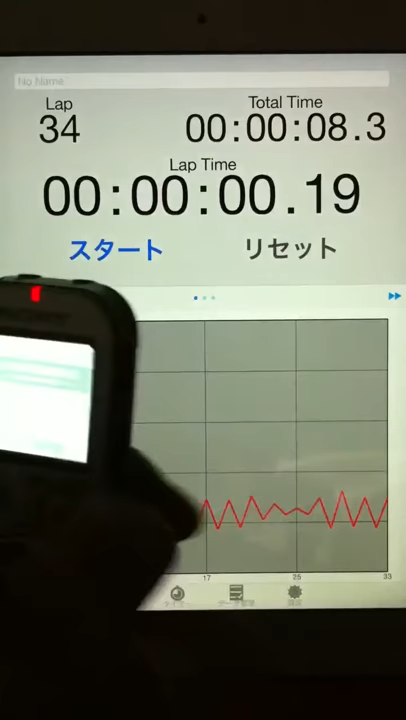 No Name
Lap
Total Time
34
00:00:08.3
Lap Time
00:00:00.19
スタート
リセット
17
25
33